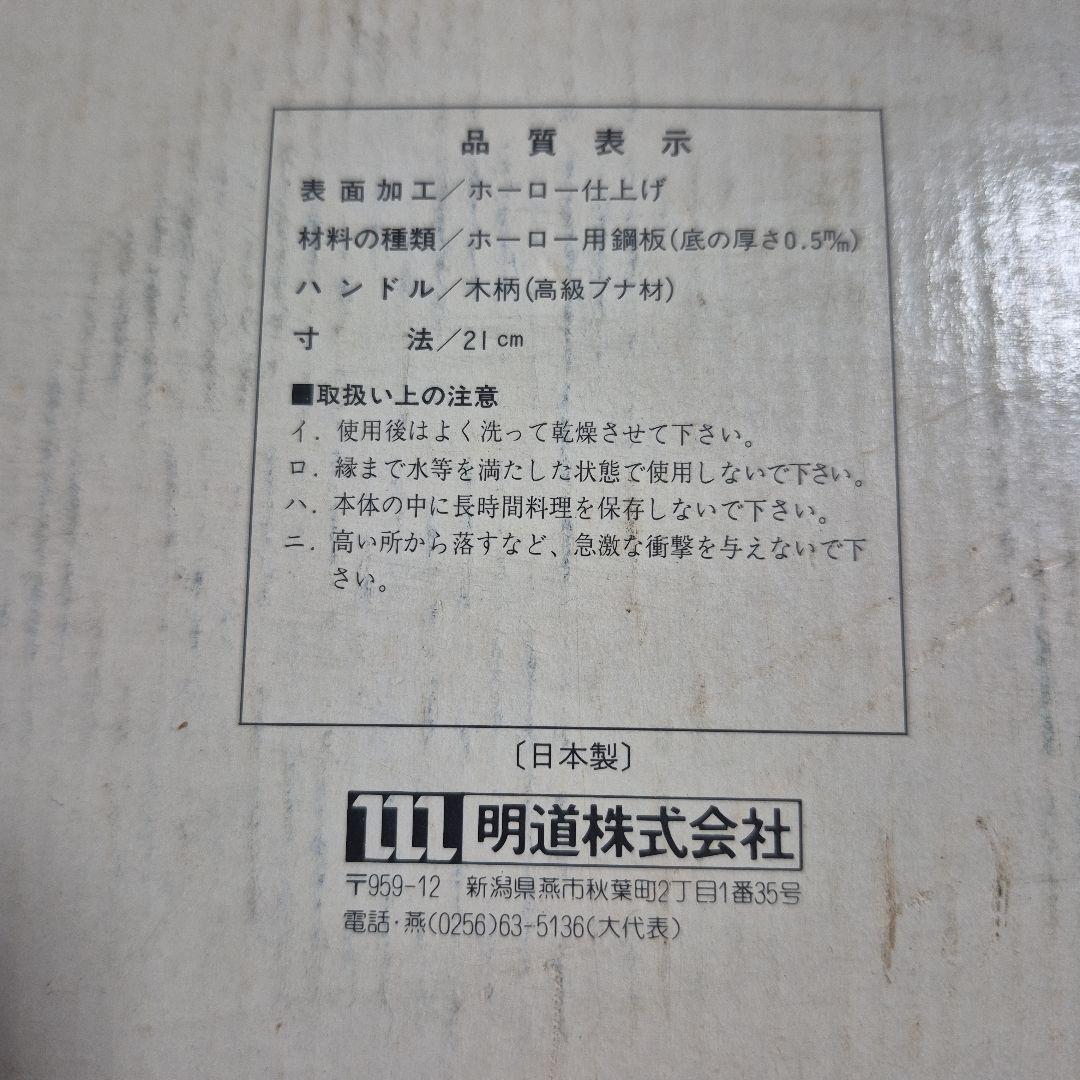 品質表示
表面加工／ホーロー仕上げ
材料の種類／ホーロー用鋼板(底の厚さ0.5㎜)
ハンドル／木柄(高級ブナ材)
寸法／21cm
■取扱い上の注意
イ．使用後はよく洗って乾燥させて下さい。
ロ．縁まで水等を満たした状態で使用しないで下さい。
ハ．本体の中に長時間料理を保存しないで下さい。
ニ．高い所から落すなど、急激な衝撃を与えないで下
さい。
〔日本製〕
明道株式会社
〒959-12 新潟県燕市秋葉町2丁目1番35号
電話・燕(0256)63-5136(大代表)